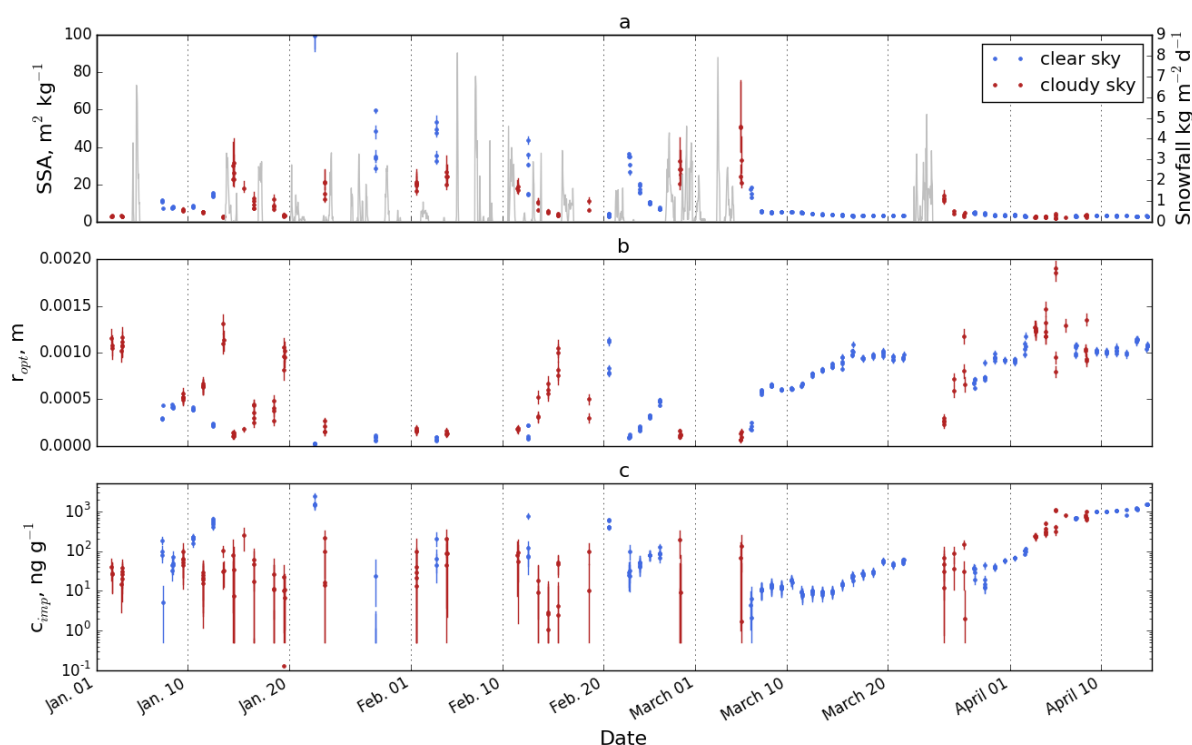 a
SSA, m² kg⁻¹
100
80
60
40
20
0
clear sky
cloudy sky
9
8
7
6
5
4
3
2
1
0
Snowfall kg m⁻² d⁻¹
b
r_opt, m
0.0020
0.0015
0.0010
0.0005
0.0000
c
c_imp, ng g⁻¹
10³
10²
10¹
10⁰
10⁻¹
Jan. 01
Jan. 10
Jan. 20
Feb. 01
Feb. 10
Feb. 20
March 01
March 10
March 20
April 01
April 10
Date